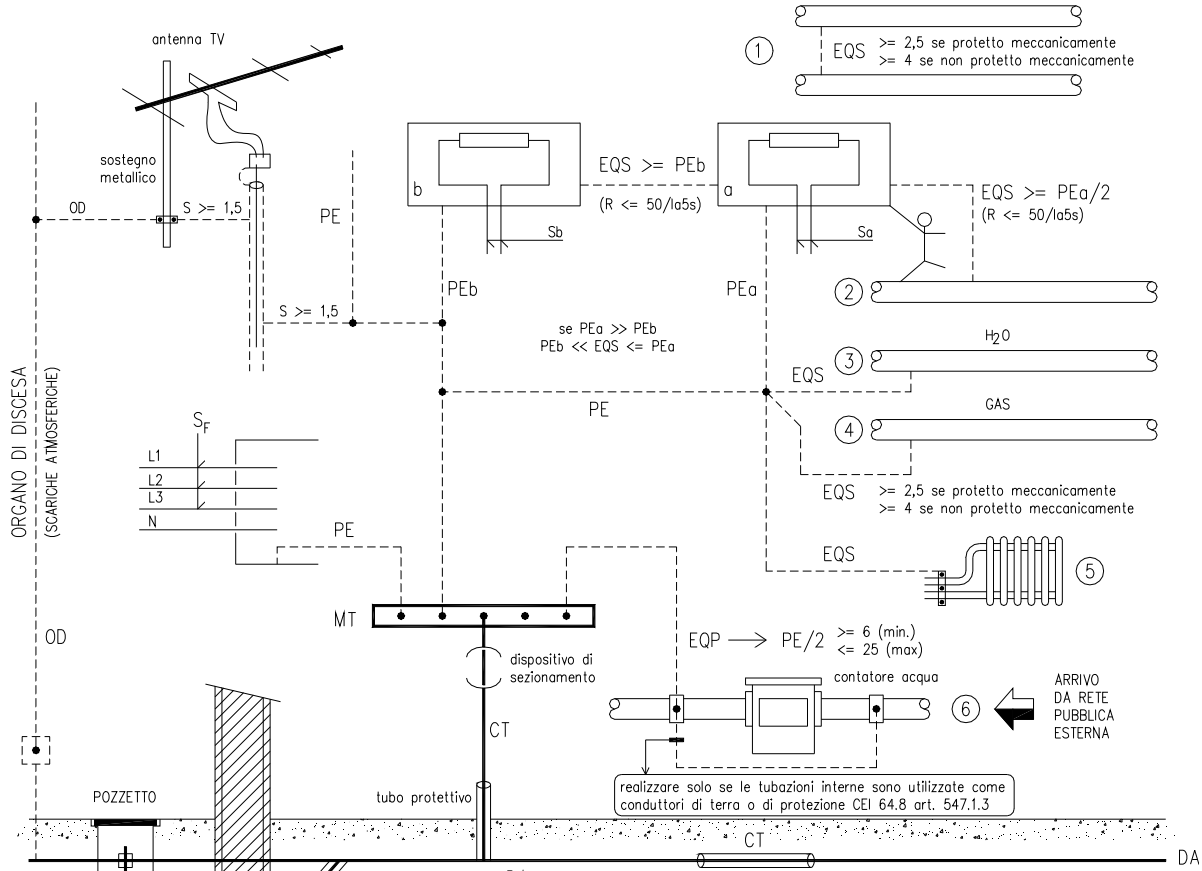 antenna TV
1
EQS
>= 2,5 se protetto meccanicamente
>= 4 se non protetto meccanicamente
sostegno
metallico
OD
S >= 1,5
PE
b
EQS >= PEb
(R <= 50/Ia5s)
a
EQS >= PEa/2
(R <= 50/Ia5s)
Sb
Sa
PEb
PEa
2
S >= 1,5
se PEa >> PEb
PEb << EQS <= PEa
H2O
3
EQS
PE
GAS
4
ORGANO DI DISCESA
(SCARICHE ATMOSFERICHE)
SF
L1
L2
L3
N
EQS
>= 2,5 se protetto meccanicamente
>= 4 se non protetto meccanicamente
PE
EQS
5
MT
OD
EQP
PE/2
>= 6 (min.)
<= 25 (max)
dispositivo di
sezionamento
contatore acqua
6
ARRIVO
DA RETE
PUBBLICA
ESTERNA
CT
POZZETTO
tubo protettivo
realizzare solo se le tubazioni interne sono utilizzate come
conduttori di terra o di protezione CEI 64.8 art. 547.1.3
CT
DA